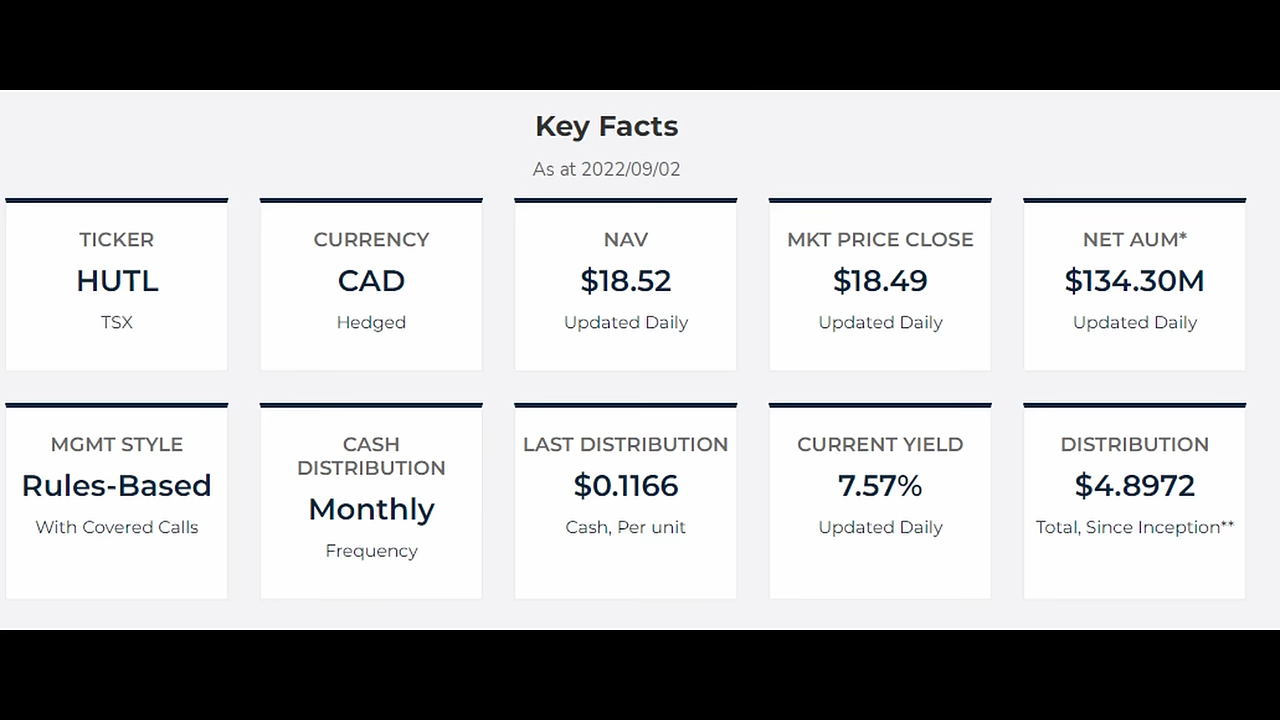 Key Facts
As at 2022/09/02
TICKER
HUTL
TSX
CURRENCY
CAD
Hedged
NAV
$18.52
Updated Daily
MKT PRICE CLOSE
$18.49
Updated Daily
NET AUM*
$134.30M
Updated Daily
MGMT STYLE
Rules-Based
With Covered Calls
CASH
DISTRIBUTION
Monthly
Frequency
LAST DISTRIBUTION
$0.1166
Cash, Per unit
CURRENT YIELD
7.57%
Updated Daily
DISTRIBUTION
$4.8972
Total, Since Inception**